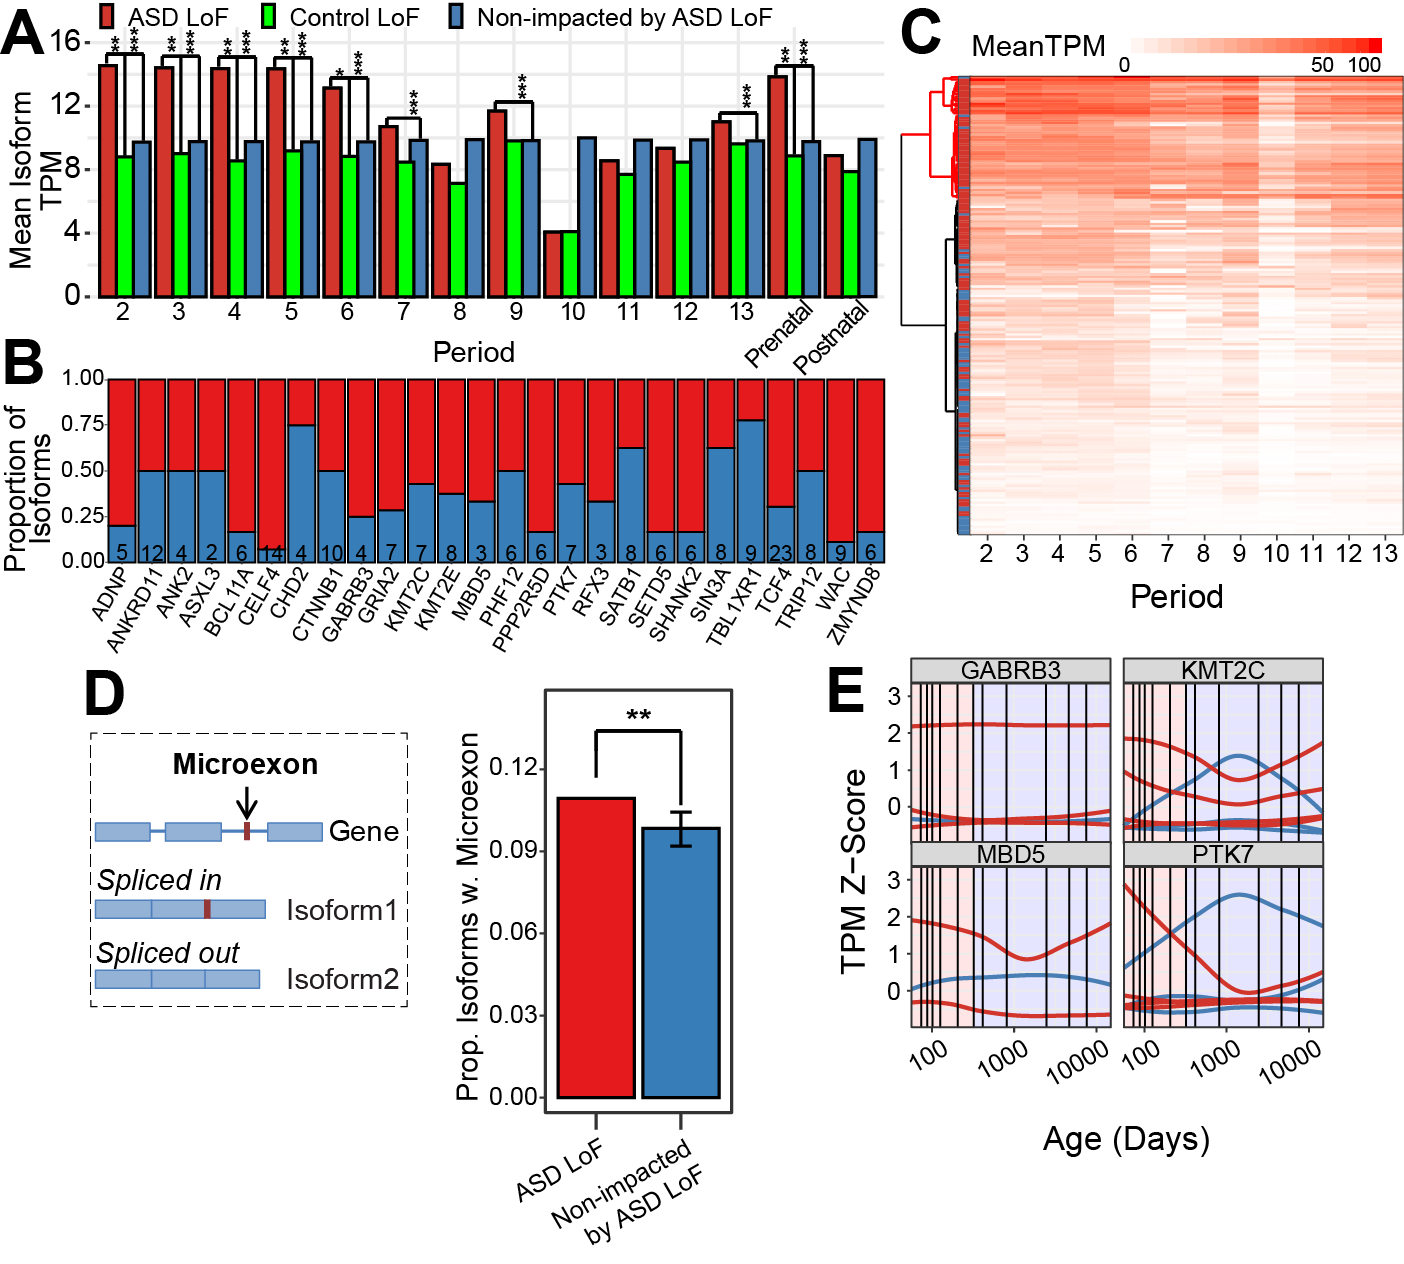 A
ASD LoF
Control LoF
Non-impacted by ASD LoF
Mean Isoform
TPM
16
12
8
4
0
** *** ** *** ** *** ** *** * *** *** *** *** ** ***
2 3 4 5 6 7 8 9 10 11 12 13 Prenatal Postnatal
Period
B
Proportion of
Isoforms
1.00
0.75
0.50
0.25
0.00
5 12 4 2 6 14 4 10 4 7 7 8 3 6 6 7 3 8 6 6 8 9 23 8 9 6
ADNP ANKRD11 ANK2 ASXL3 BCL11A CELF4 CHD2 CTNNB1 GABRB3 GRIA2 KMT2C KMT2E MBD5 PHF12 PPP2R5D PTK7 RFX3 SATB1 SETD5 SHANK2 SIN3A TBL1XR1 TCF4 TRIP12 WAC ZMYND8
C
MeanTPM
0 50 100
2 3 4 5 6 7 8 9 10 11 12 13
Period
D
Microexon
Gene
Spliced in
Isoform1
Spliced out
Isoform2
Prop. Isoforms w. Microexon
0.12
0.09
0.06
0.03
0.00
**
ASD LoF
Non-impacted
by ASD LoF
E
TPM Z−Score
GABRB3
KMT2C
3
2
1
0
MBD5
PTK7
3
2
1
0
100 1000 10000
100 1000 10000
Age (Days)